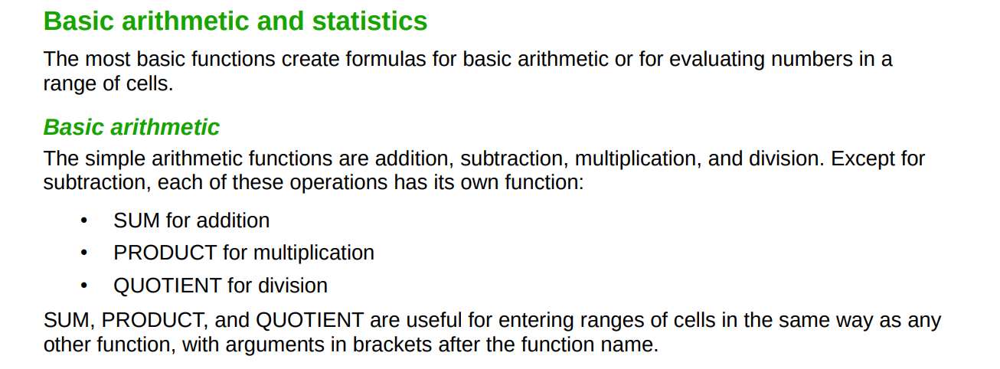 Basic arithmetic and statistics
The most basic functions create formulas for basic arithmetic or for evaluating numbers in a
range of cells.
Basic arithmetic
The simple arithmetic functions are addition, subtraction, multiplication, and division. Except for
subtraction, each of these operations has its own function:
• SUM for addition
• PRODUCT for multiplication
• QUOTIENT for division
SUM, PRODUCT, and QUOTIENT are useful for entering ranges of cells in the same way as any
other function, with arguments in brackets after the function name.